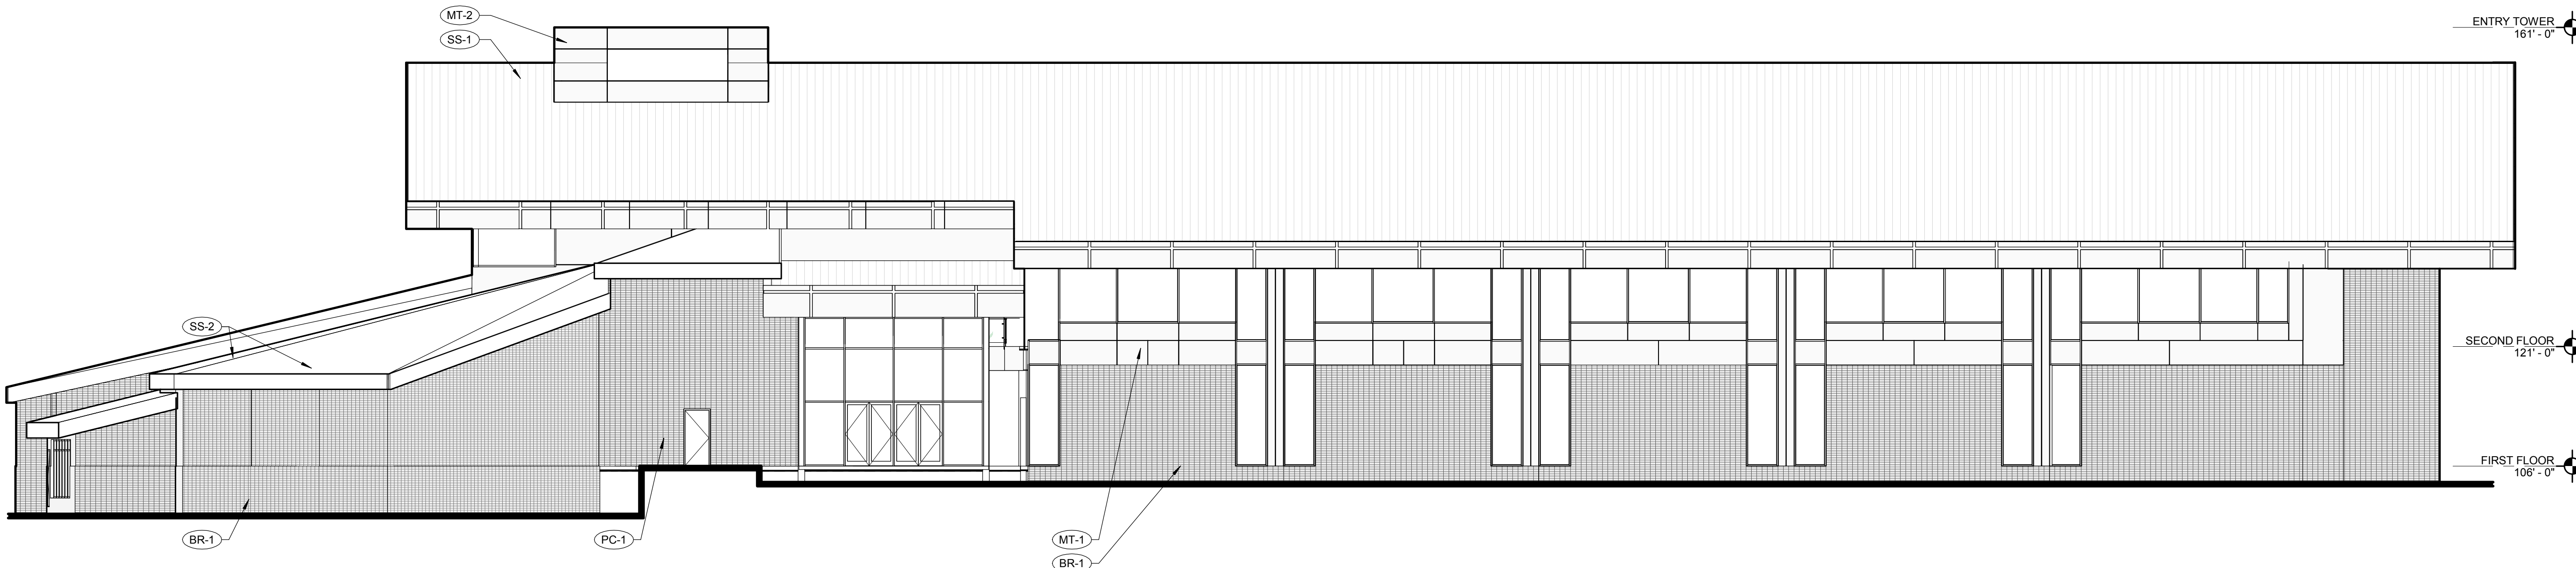 MT-2
SS-1
ENTRY TOWER
161' - 0"
SS-2
SECOND FLOOR
121' - 0"
FIRST FLOOR
106' - 0"
BR-1
PC-1
MT-1
BR-1